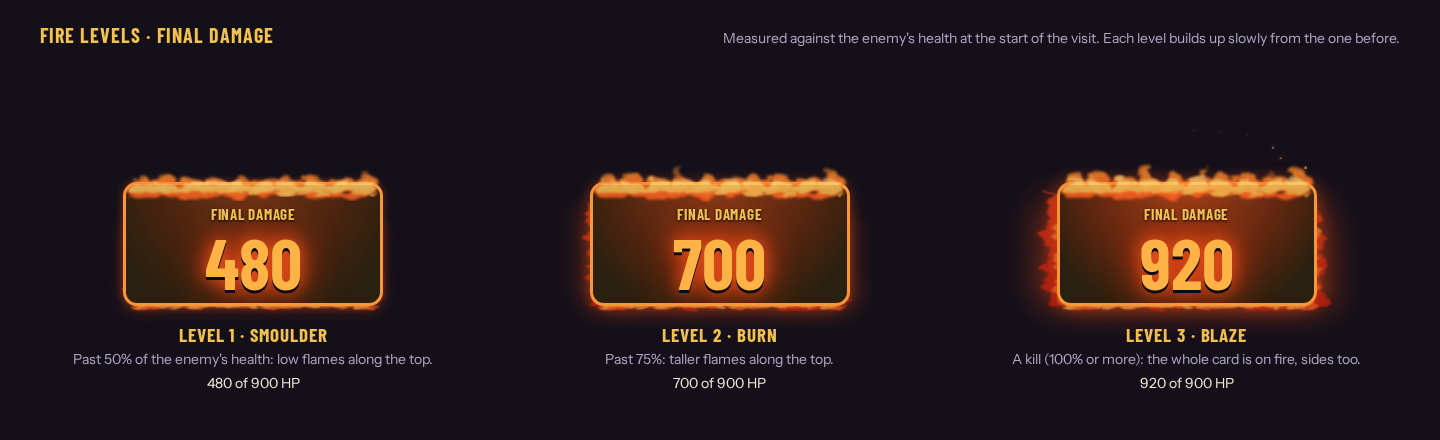 FIRE LEVELS · FINAL DAMAGE
Measured against the enemy's health at the start of the visit. Each level builds up slowly from the one before.
FINAL DAMAGE
480
LEVEL 1 · SMOULDER
Past 50% of the enemy's health: low flames along the top.
480 of 900 HP
FINAL DAMAGE
700
LEVEL 2 · BURN
Past 75%: taller flames along the top.
700 of 900 HP
FINAL DAMAGE
920
LEVEL 3 · BLAZE
A kill (100% or more): the whole card is on fire, sides too.
920 of 900 HP